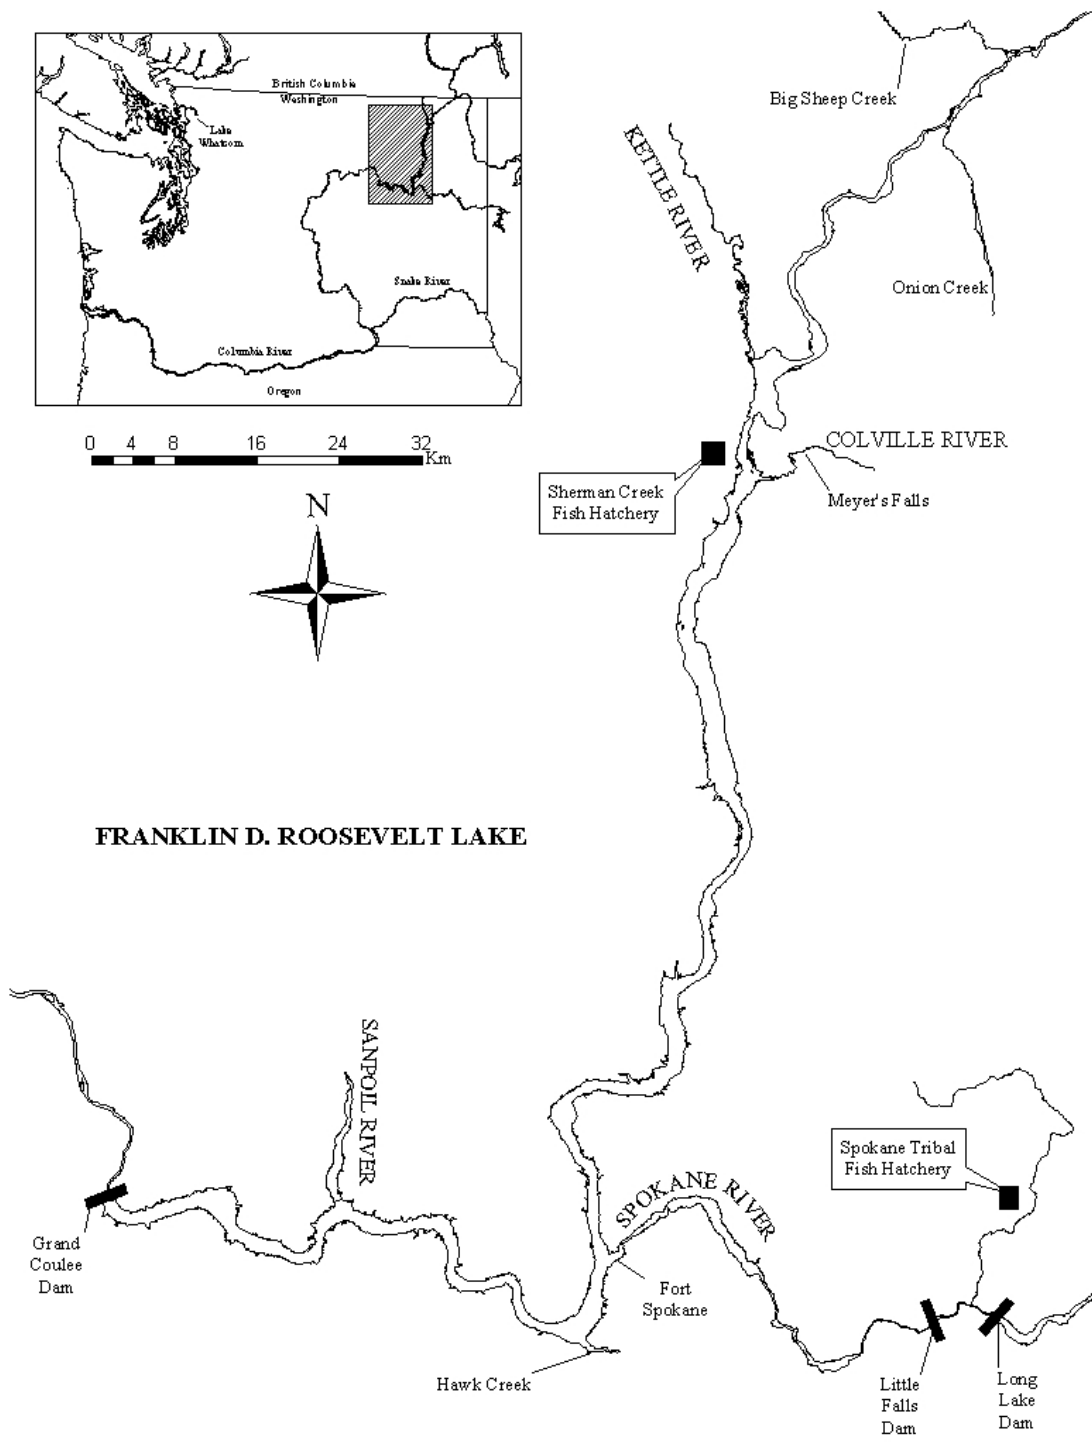 British Columbia
Washington
Lake
Whatcom
Snake River
Columbia River
Oregon
Big Sheep Creek
KETTLE RIVER
Onion Creek
0 4 8 16 24 32
Km
N
COLVILLE RIVER
Sherman Creek
Fish Hatchery
Meyer's Falls
FRANKLIN D. ROOSEVELT LAKE
SANPOIL RIVER
Spokane Tribal
Fish Hatchery
SPOKANE RIVER
Grand
Coulee
Dam
Fort
Spokane
Hawk Creek
Little
Falls
Dam
Long
Lake
Dam